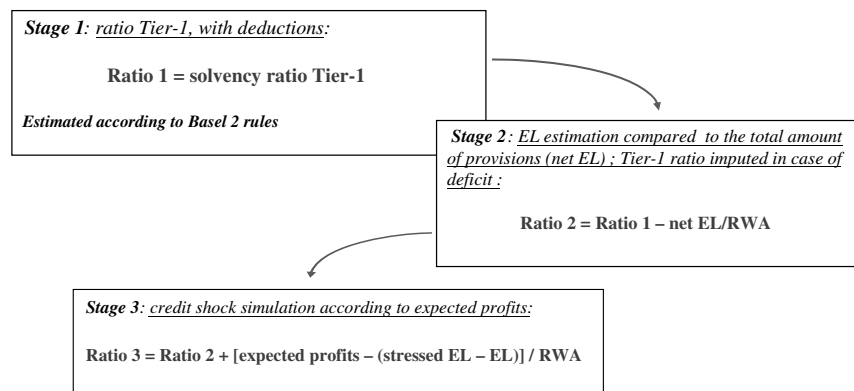 Stage 1: ratio Tier-1, with deductions:
Ratio 1 = solvency ratio Tier-1
Estimated according to Basel 2 rules
Stage 2: EL estimation compared to the total amount
of provisions (net EL) ; Tier-1 ratio imputed in case of
deficit :
Ratio 2 = Ratio 1 – net EL/RWA
Stage 3: credit shock simulation according to expected profits:
Ratio 3 = Ratio 2 + [expected profits – (stressed EL – EL)] / RWA